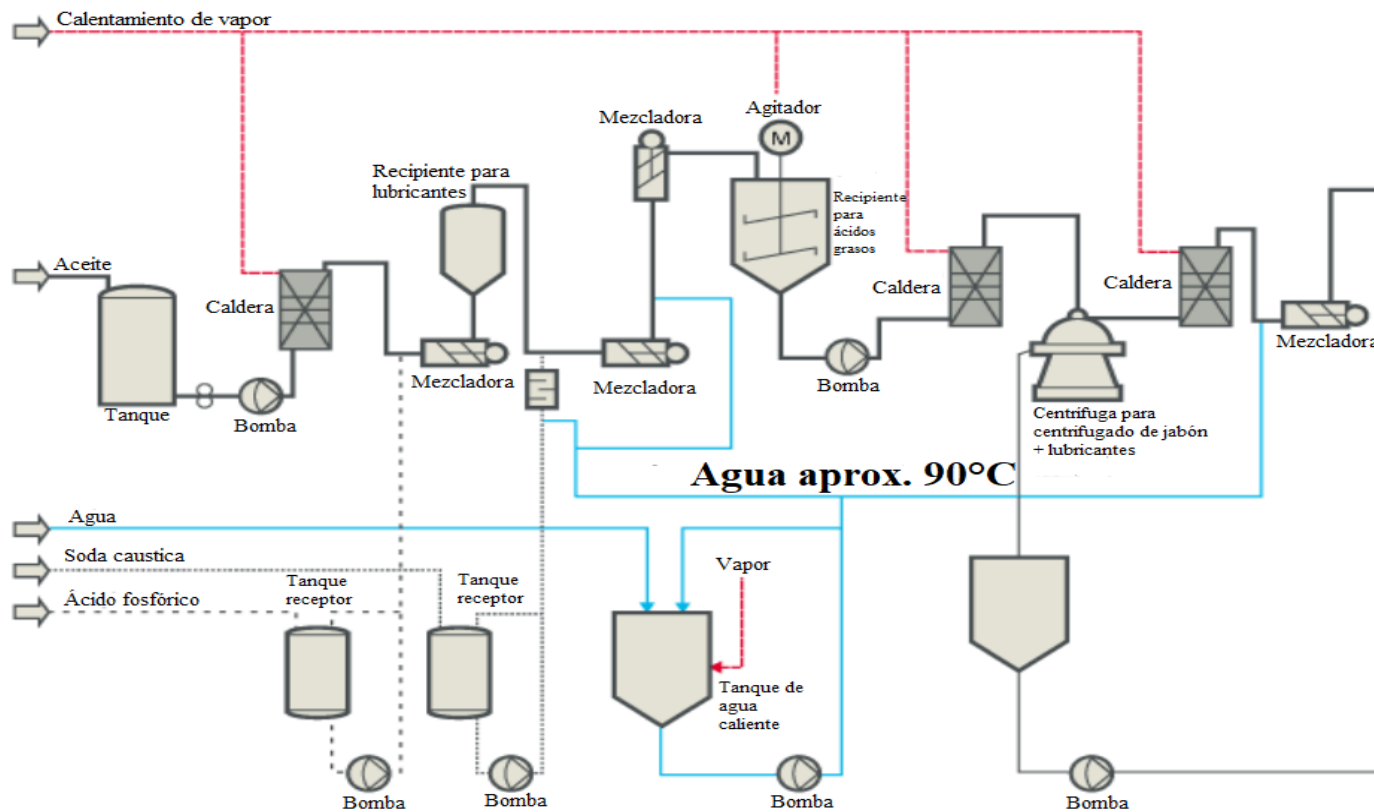 Calentamiento de vapor
Agitador
Mezcladora
M
Recipiente para
lubricantes
Recipiente
para
ácidos
grasos
Aceite
Caldera
Caldera
Caldera
Mezcladora
Mezcladora
Mezcladora
Bomba
Tanque
Bomba
Centrifuga para
centrifugado de jabón
+ lubricantes
Agua aprox. 90°C
Agua
Soda caustica
Vapor
Tanque
receptor
Tanque
receptor
Ácido fosfórico
Tanque de
agua
caliente
Bomba
Bomba
Bomba
Bomba